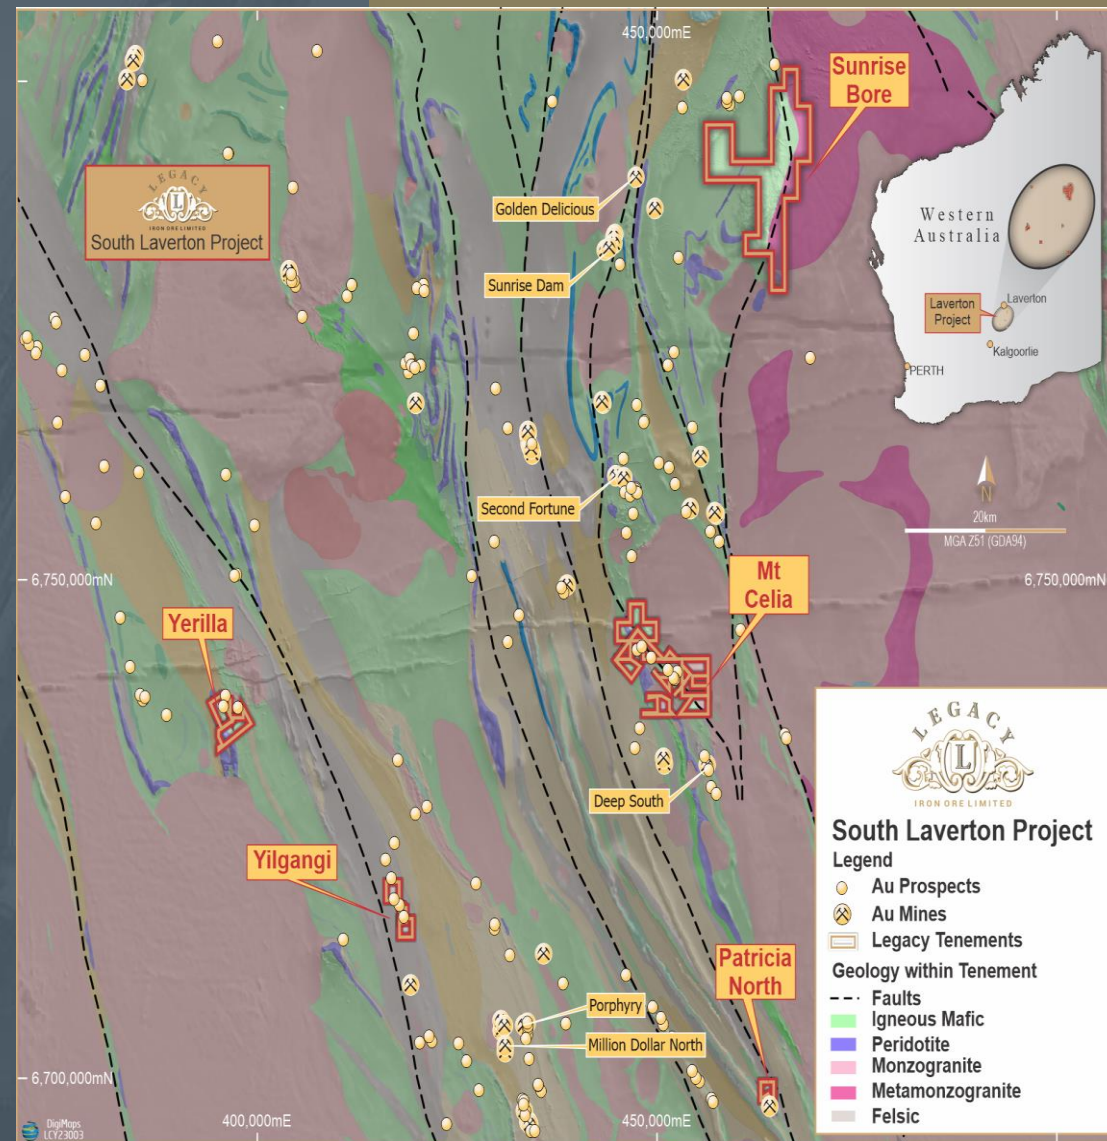 450,000mE
Sunrise
Bore
LEGACY
L
IRON ORE LIMITED
South Laverton Project
Golden Delicious
Sunrise Dam
Western
Australia
Laverton
Project
Laverton
Kalgoorlie
PERTH
N
20km
MGA Z51 (GDA94)
Second Fortune
6,750,000mN
6,750,000mN
Mt
Celia
Yerilla
Deep South
Yilgangi
Patricia
North
Porphyry
Million Dollar North
6,700,000mN
400,000mE
450,000mE
DigiMaps
LCY23003
LEGACY
L
IRON ORE LIMITED
South Laverton Project
Legend
Au Prospects
Au Mines
Legacy Tenements
Geology within Tenement
Faults
Igneous Mafic
Peridotite
Monzogranite
Metamonzogranite
Felsic